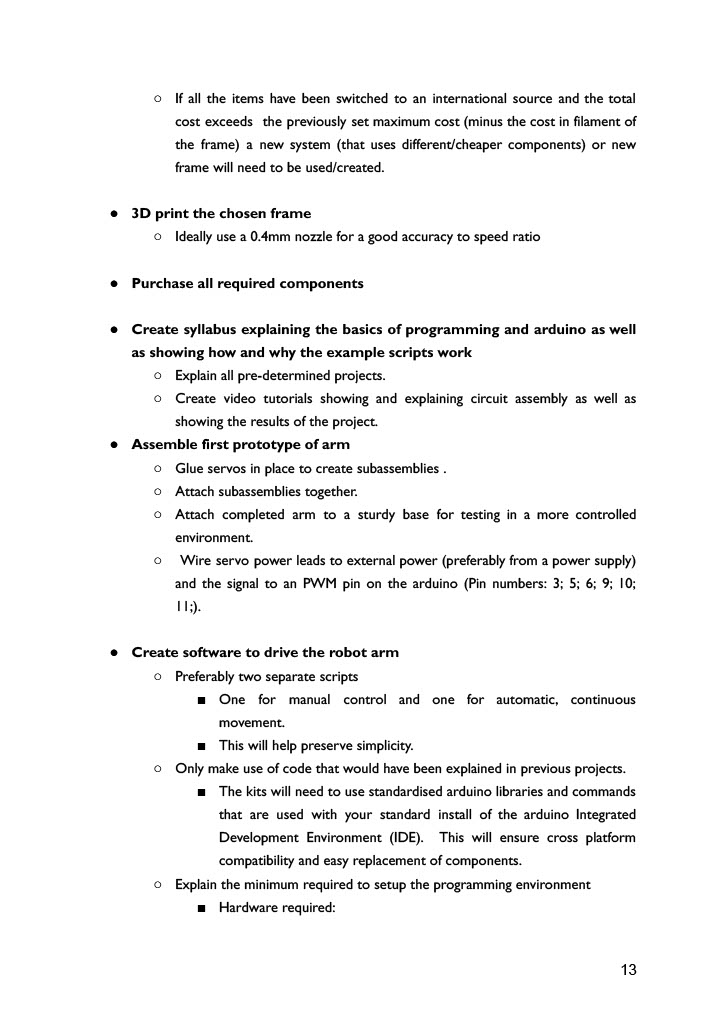 ○ If all the items have been switched to an international source and the total
cost exceeds  the previously set maximum cost (minus the cost in filament of
the frame) a new system (that uses different/cheaper components) or new
frame will need to be used/created.
● 3D print the chosen frame
○ Ideally use a 0.4mm nozzle for a good accuracy to speed ratio
● Purchase all required components
● Create syllabus explaining the basics of programming and arduino as well
as showing how and why the example scripts work
○ Explain all pre-determined projects.
○ Create video tutorials showing and explaining circuit assembly as well as
showing the results of the project.
● Assemble first prototype of arm
○ Glue servos in place to create subassemblies .
○ Attach subassemblies together.
○ Attach completed arm to a sturdy base for testing in a more controlled
environment.
○ Wire servo power leads to external power (preferably from a power supply)
and the signal to an PWM pin on the arduino (Pin numbers: 3; 5; 6; 9; 10;
11;).
● Create software to drive the robot arm
○ Preferably two separate scripts
■ One for manual control and one for automatic, continuous
movement.
■ This will help preserve simplicity.
○ Only make use of code that would have been explained in previous projects.
■ The kits will need to use standardised arduino libraries and commands
that are used with your standard install of the arduino Integrated
Development Environment (IDE).  This will ensure cross platform
compatibility and easy replacement of components.
○ Explain the minimum required to setup the programming environment
■ Hardware required:
13